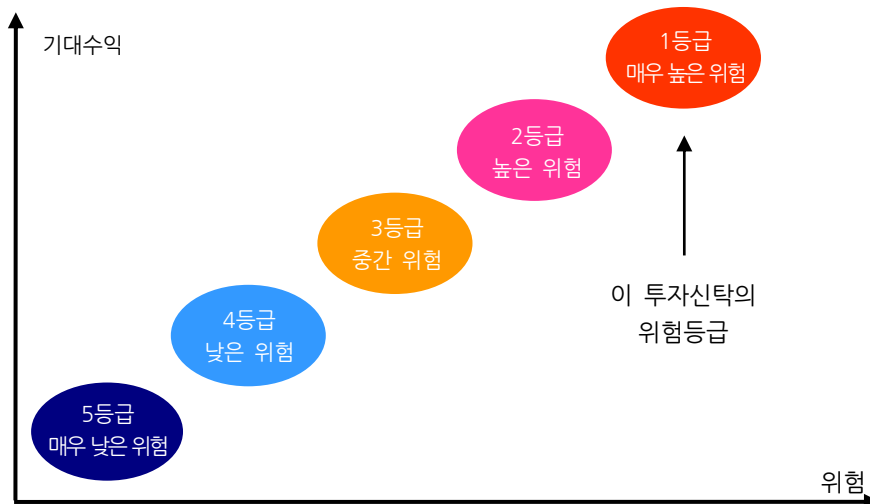 기대수익
1등급
매우 높은 위험
2등급
높은 위험
3등급
중간 위험
이 투자신탁의
위험등급
4등급
낮은 위험
5등급
매우 낮은 위험
위험